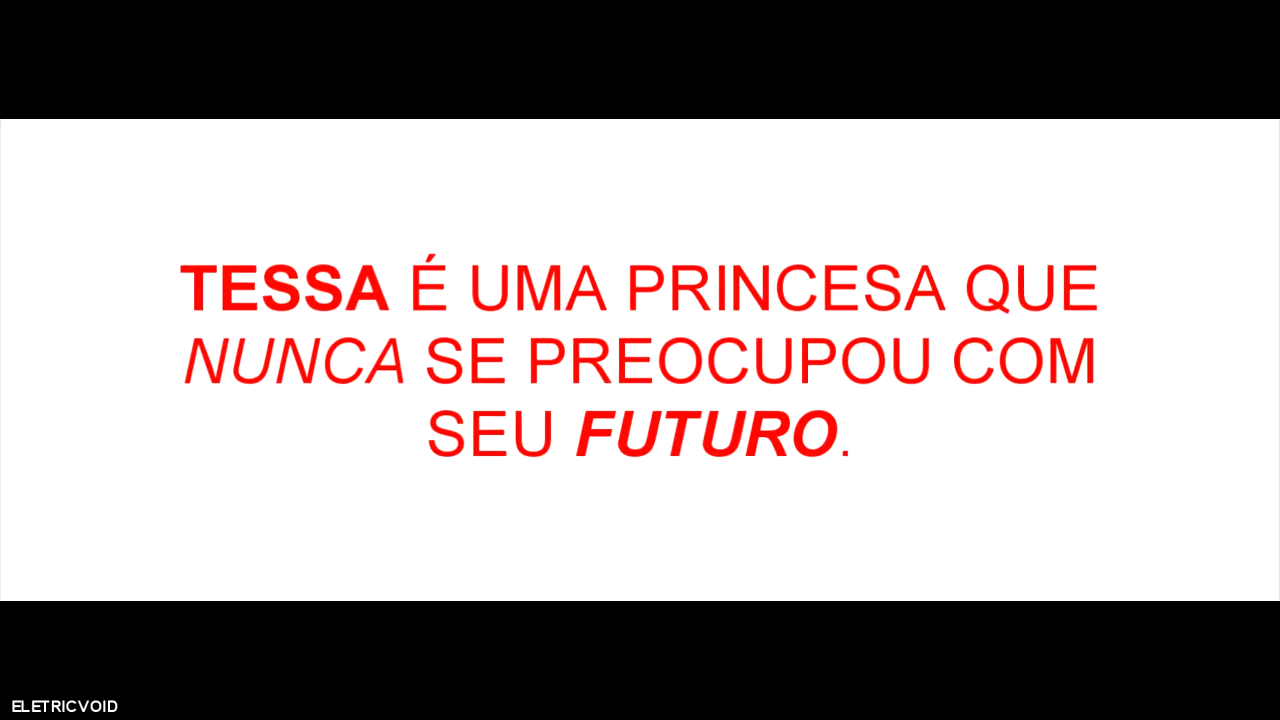 TESSA É UMA PRINCESA QUE
NUNCA SE PREOCUPOU COM
SEU FUTURO.
ELETRICVOID